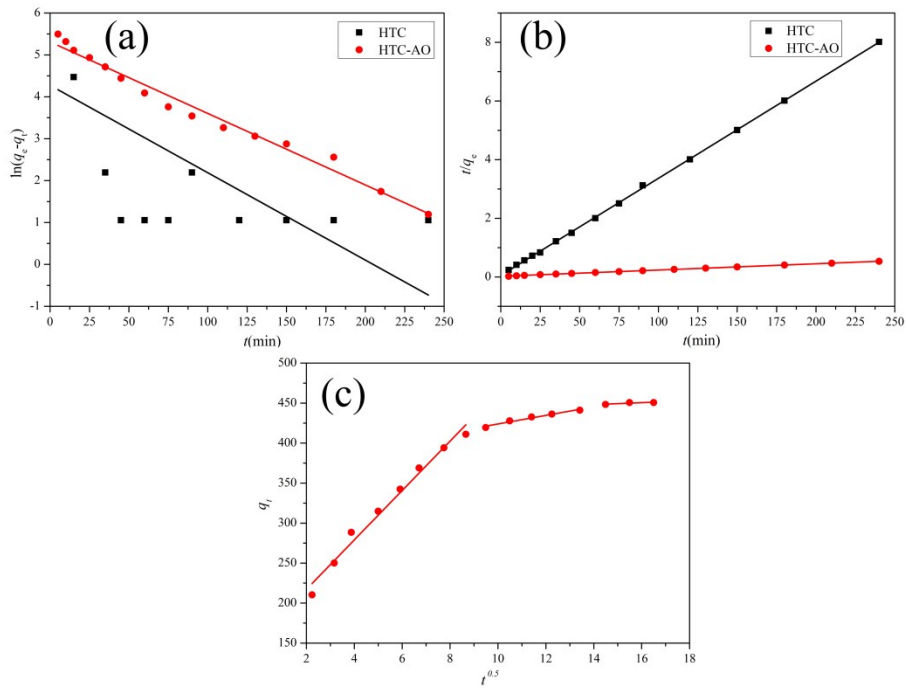 (a)
HTC
HTC-AO
6
5
4
3
2
1
0
-1
ln(qₑ-qₜ)
0 25 50 75 100 125 150 175 200 225 250
t(min)
(b)
HTC
HTC-AO
8
6
4
2
0
t/qₑ
0 25 50 75 100 125 150 175 200 225 250
t(min)
(c)
500
450
400
350
300
250
200
150
qₜ
2 4 6 8 10 12 14 16 18
t^0.5